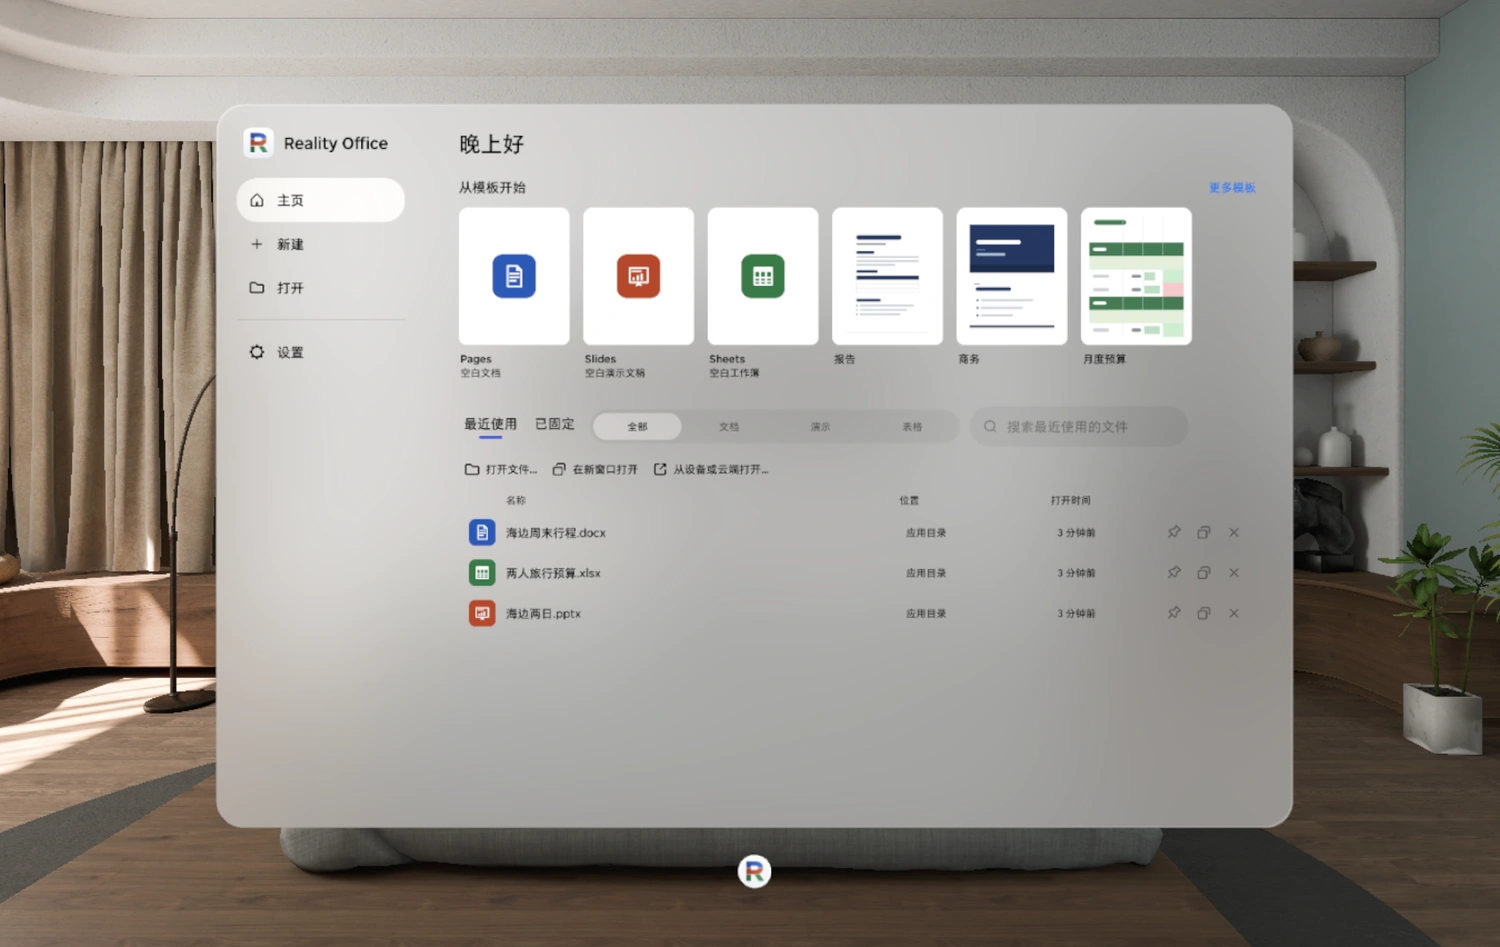 Reality Office
主页
新建
打开
设置
晚上好
从模板开始
更多模板
Pages
空白文档
Slides
空白演示文稿
Sheets
空白工作簿
报告
商务
月度预算
最近使用
已固定
全部
文档
演示
表格
搜索最近使用的文件
打开文件...
在新窗口打开
从设备或云端打开...
名称
位置
打开时间
海边周末行程.docx
应用目录
3 分钟前
两人旅行预算.xlsx
应用目录
3 分钟前
海边两日.pptx
应用目录
3 分钟前